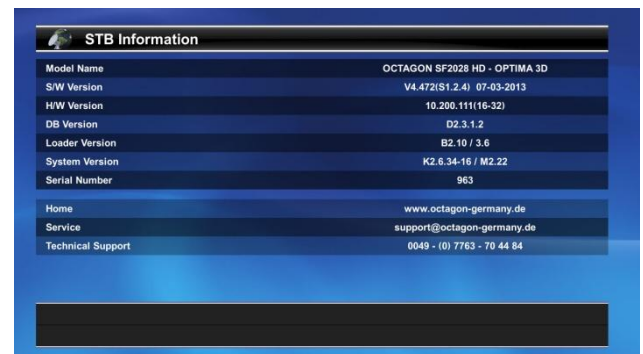 STB Information
Model Name OCTAGON SF2028 HD - OPTIMA 3D
S/W Version V4.472(S1.2.4) 07-03-2013
H/W Version 10.200.111(16-32)
DB Version D2.3.1.2
Loader Version B2.10 / 3.6
System Version K2.6.34-16 / M2.22
Serial Number 963
Home www.octagon-germany.de
Service support@octagon-germany.de
Technical Support 0049 - (0) 7763 - 70 44 84